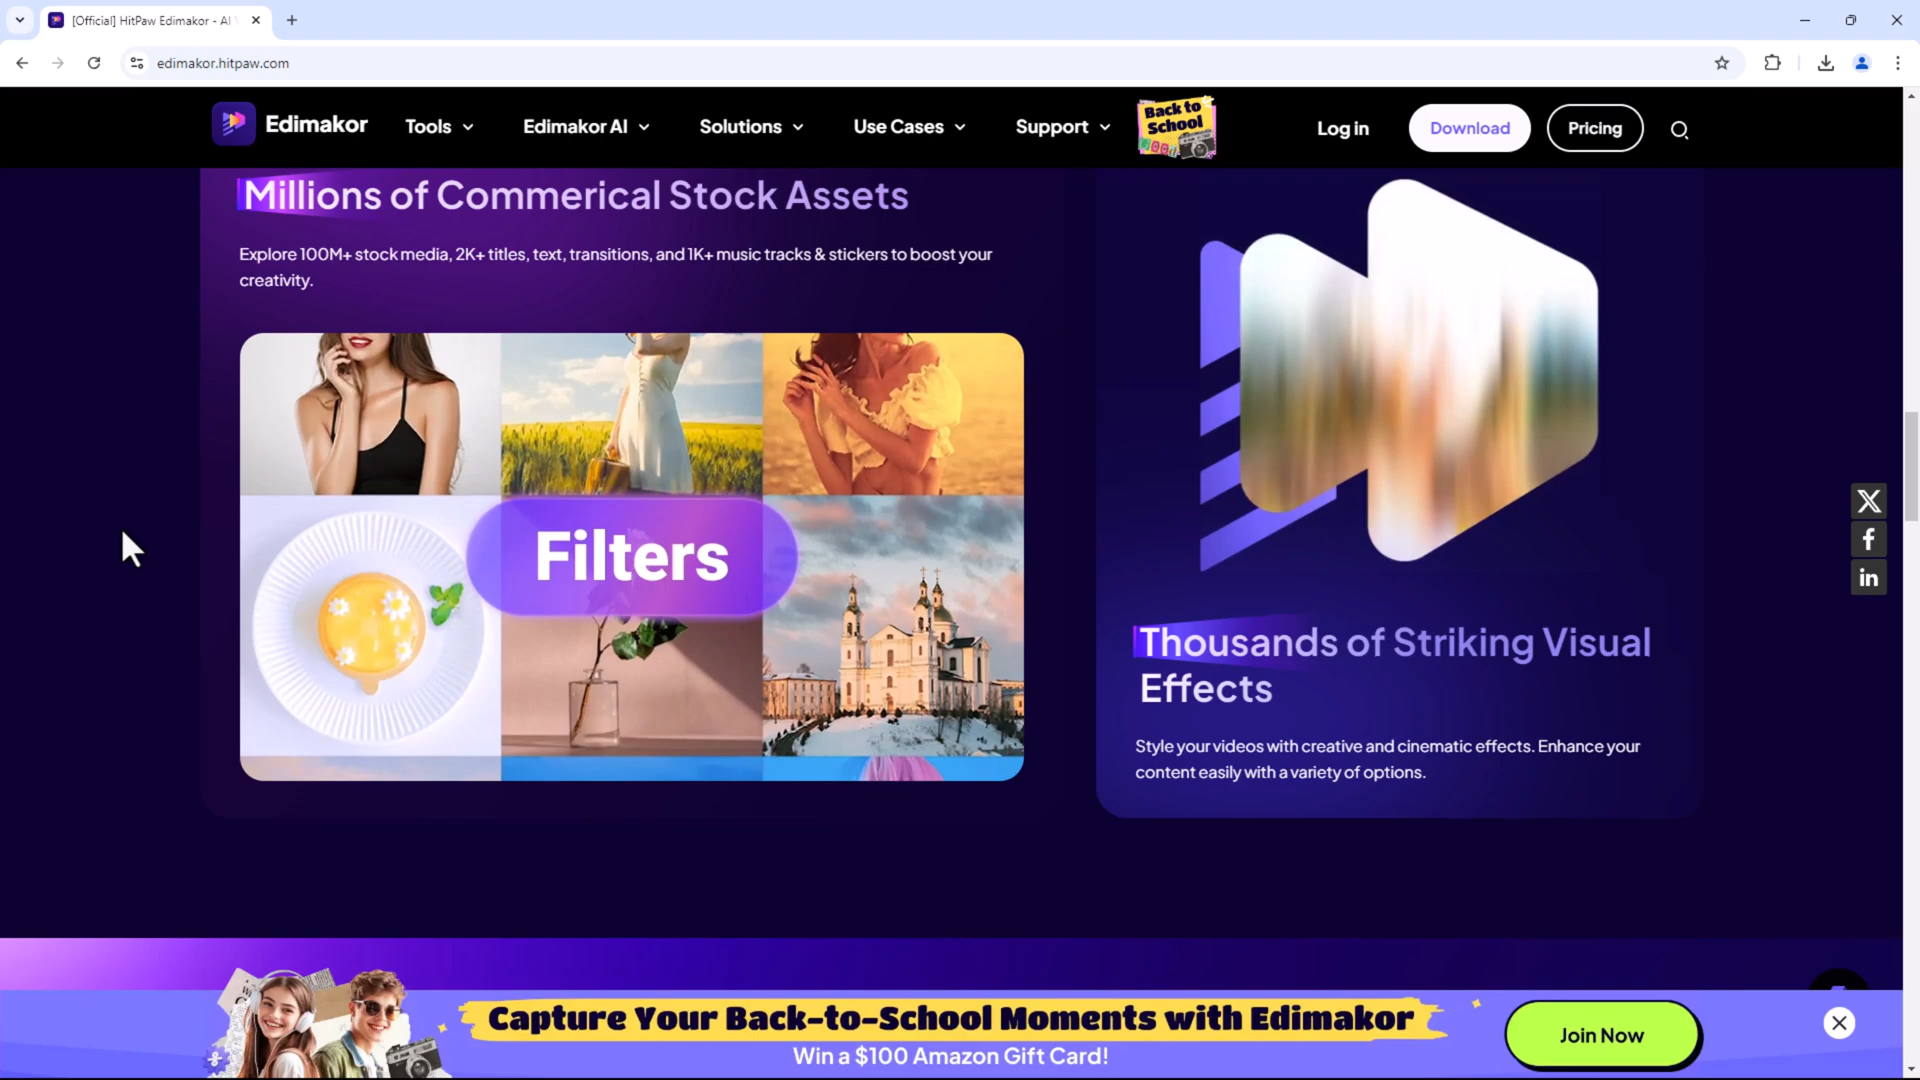 [Official] HitPaw Edimakor - AI
edimakor.hitpaw.com
Edimakor
Tools
Edimakor AI
Solutions
Use Cases
Support
Back to
School
Log in
Download
Pricing
Millions of Commerical Stock Assets
Explore 100M+ stock media, 2K+ titles, text, transitions, and 1K+ music tracks & stickers to boost your
creativity.
Filters
Thousands of Striking Visual
Effects
Style your videos with creative and cinematic effects. Enhance your
content easily with a variety of options.
X
f
in
Capture Your Back-to-School Moments with Edimakor
Win a $100 Amazon Gift Card!
Join Now